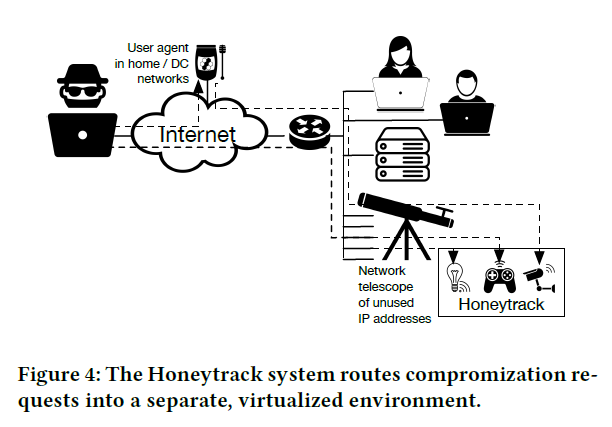 User agent
in home / DC
networks
Internet
Network
telescope
of unused
IP addresses
Honeytrack
Figure 4: The Honeytrack system routes compromization re-
quests into a separate, virtualized environment.